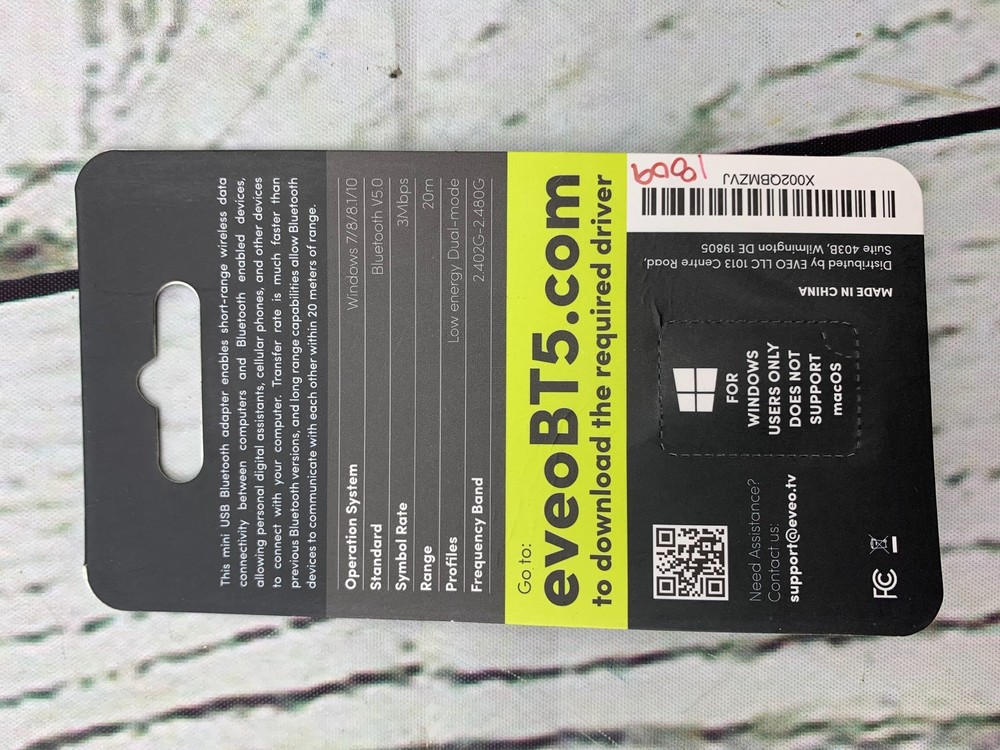 This mini USB Bluetooth adapter enables short-range wireless data
connectivity between computers and Bluetooth enabled devices,
allowing personal digital assistants, cellular phones, and other devices
to connect with your computer. Transfer rate is much faster than
previous Bluetooth versions, and long range capabilities allow Bluetooth
devices to communicate with each other within 20 meters of range.
Operation System Windows 7/8/8.1/10
Standard Bluetooth V5.0
Symbol Rate 3Mbps
Range 20m
Profiles Low energy Dual-mode
Frequency Band 2.402G-2.480G
Go to:
eveoBT5.com
to download the required driver
Need Assistance?
Contact us:
support@eveo.tv
FC
FOR
WINDOWS
USERS ONLY
DOES NOT
SUPPORT
macOS
1809
X002QBMZVJ
Distributed by EVEO LLC 1013 Centre Road,
Suite 403B, Wilmington DE 19805
MADE IN CHINA